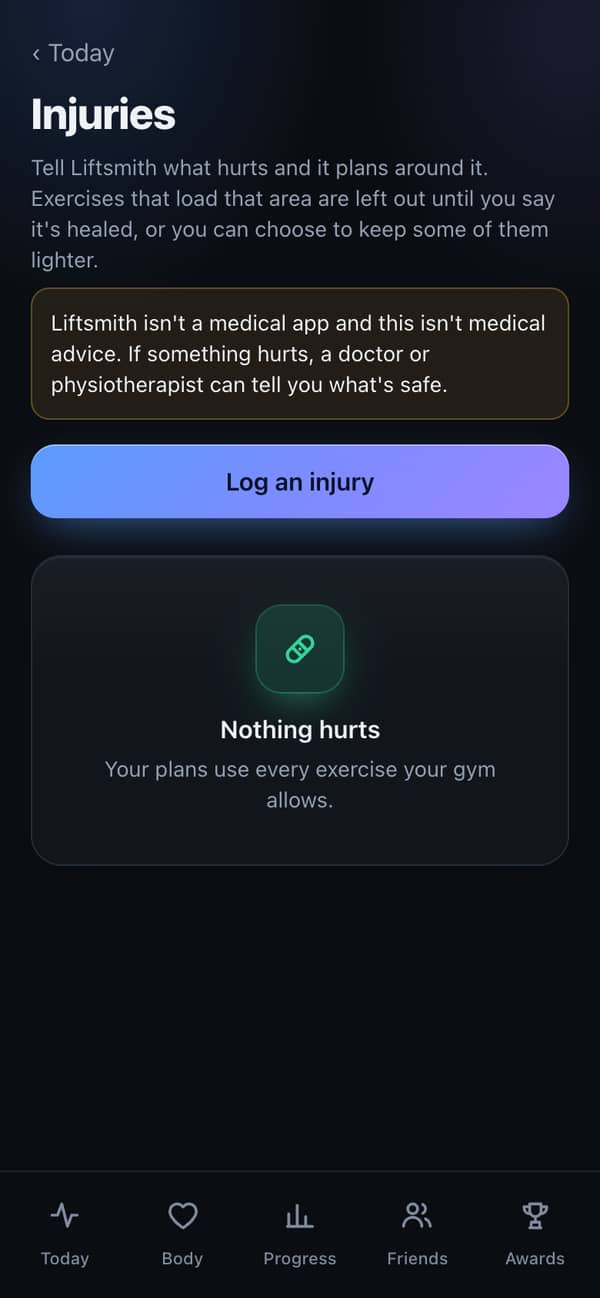 ‹ Today
Injuries
Tell Liftsmith what hurts and it plans around it.
Exercises that load that area are left out until you say
it's healed, or you can choose to keep some of them
lighter.
Liftsmith isn't a medical app and this isn't medical
advice. If something hurts, a doctor or
physiotherapist can tell you what's safe.
Log an injury
Nothing hurts
Your plans use every exercise your gym
allows.
Today
Body
Progress
Friends
Awards